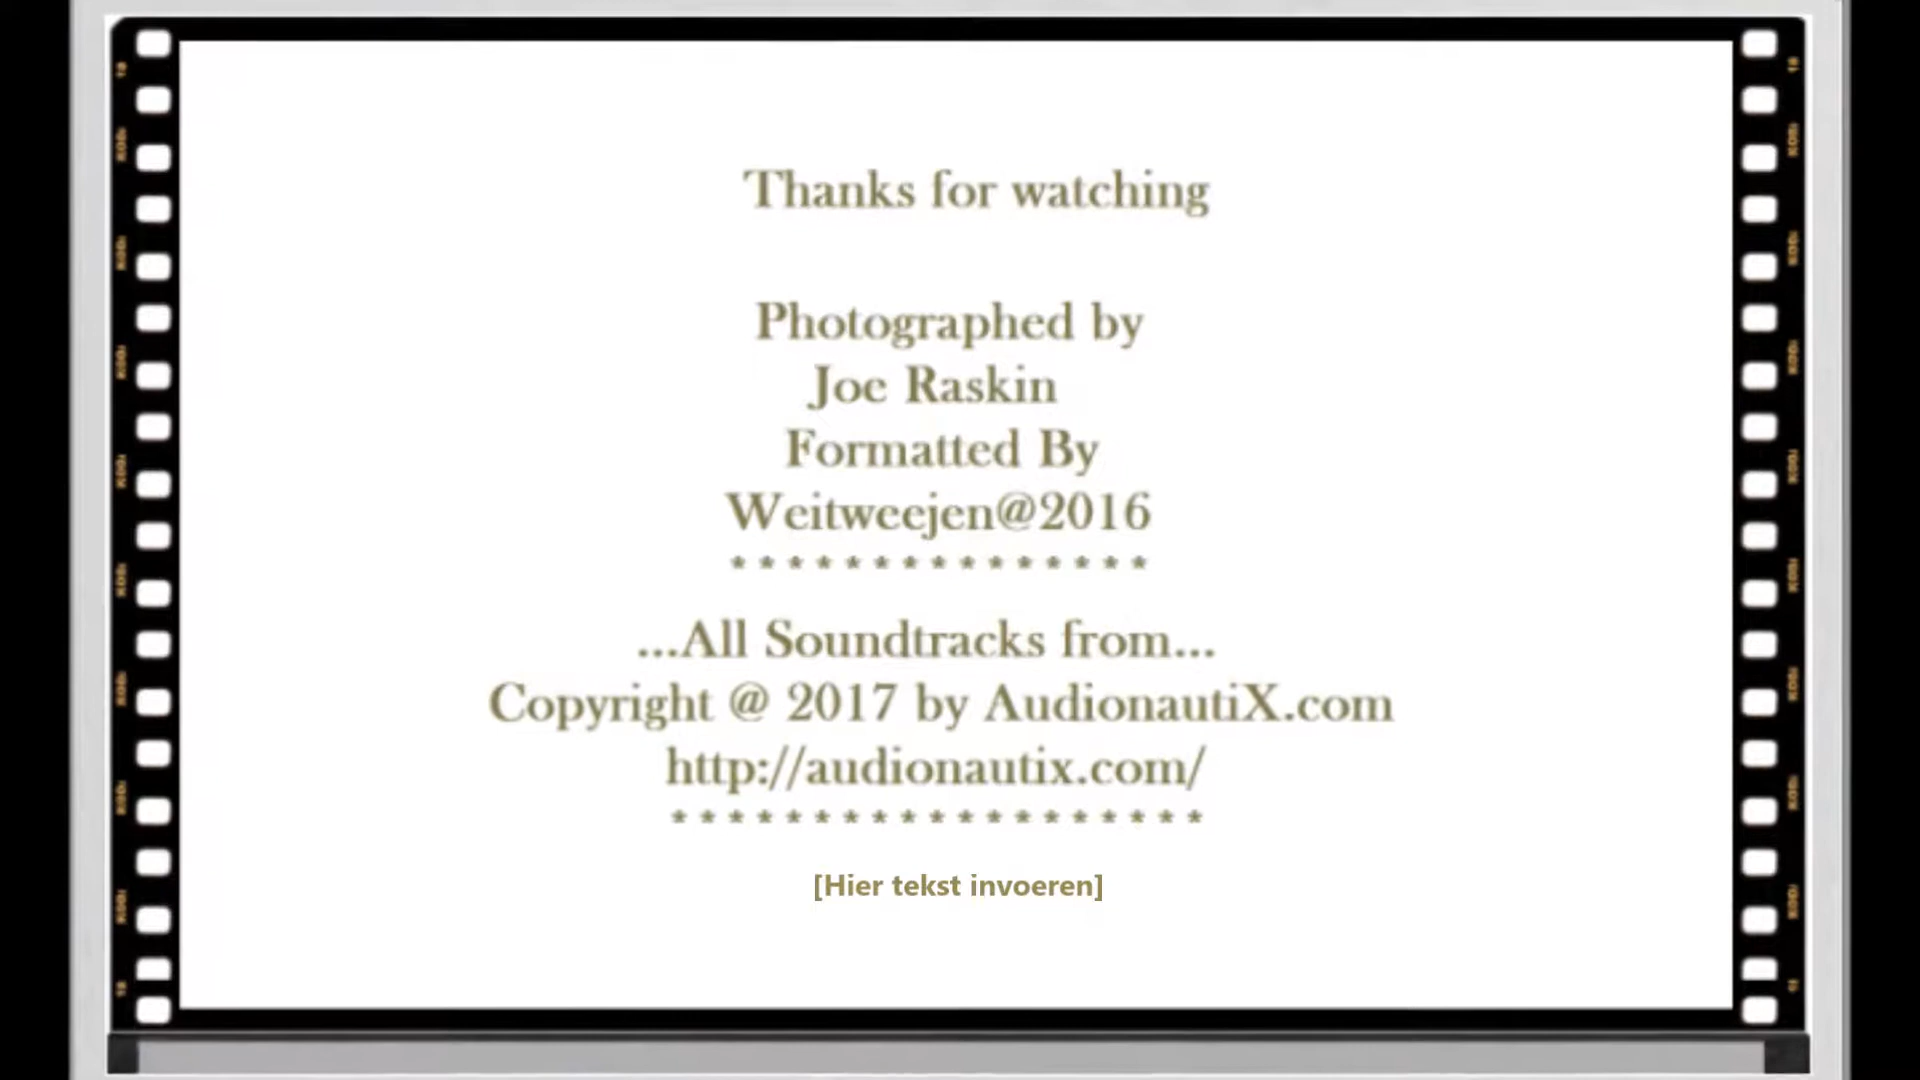 Thanks for watching
Photographed by
Joe Raskin
Formatted By
Weitweejen@2016
* * * * * * * * * * * * * * *
...All Soundtracks from...
Copyright @ 2017 by AudionautiX.com
http://audionautix.com/
* * * * * * * * * * * * * * * * * * *
[Hier tekst invoeren]